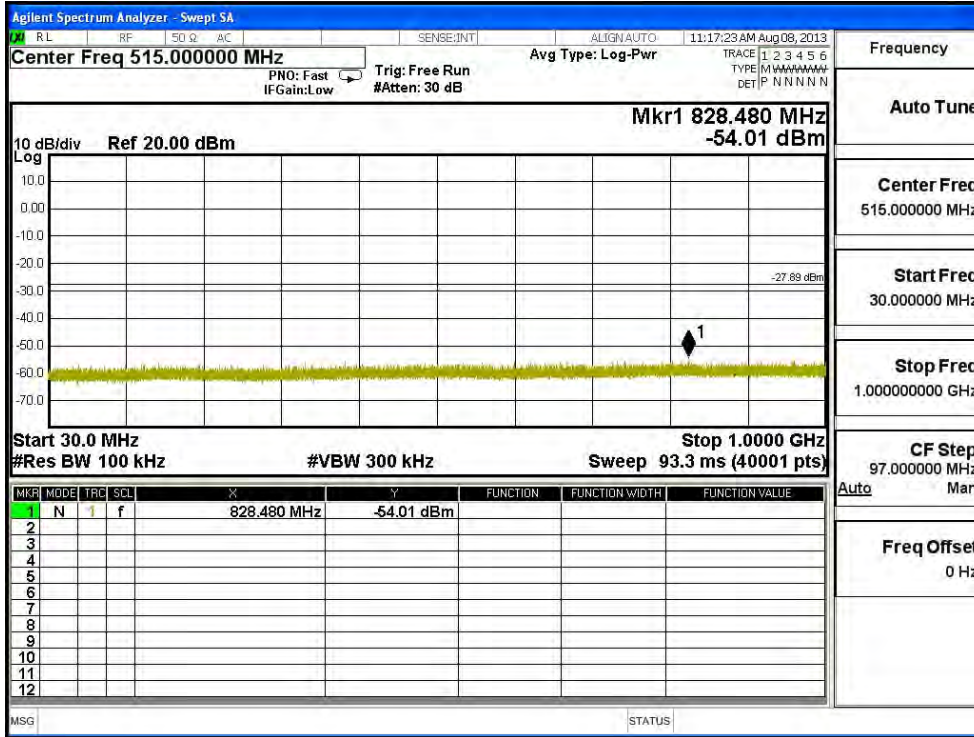 Agilent Spectrum Analyzer - Swept SA
RL RF 50 Ω AC SENSE:INT ALIGN AUTO 11:17:23 AM Aug 08, 2013
Center Freq 515.000000 MHz
PNO: Fast
IFGain:Low
Trig: Free Run
#Atten: 30 dB
Avg Type: Log-Pwr
TRACE 1 2 3 4 5 6
TYPE M WWWWW
DET P N N N N N
Mkr1 828.480 MHz
-54.01 dBm
10 dB/div Ref 20.00 dBm
Log
10.0
0.00
-10.0
-20.0
-27.89 dBm
-30.0
-40.0
1
-50.0
-60.0
-70.0
Start 30.0 MHz Stop 1.0000 GHz
#Res BW 100 kHz #VBW 300 kHz Sweep 93.3 ms (40001 pts)
MKR MODE TRC SCL X Y FUNCTION FUNCTION WIDTH FUNCTION VALUE
1 N 1 f 828.480 MHz -54.01 dBm
2
3
4
5
6
7
8
9
10
11
12
MSG STATUS
Frequency
Auto Tune
Center Freq
515.000000 MHz
Start Freq
30.000000 MHz
Stop Freq
1.000000000 GHz
CF Step
97.000000 MHz
Auto Man
Freq Offset
0 Hz